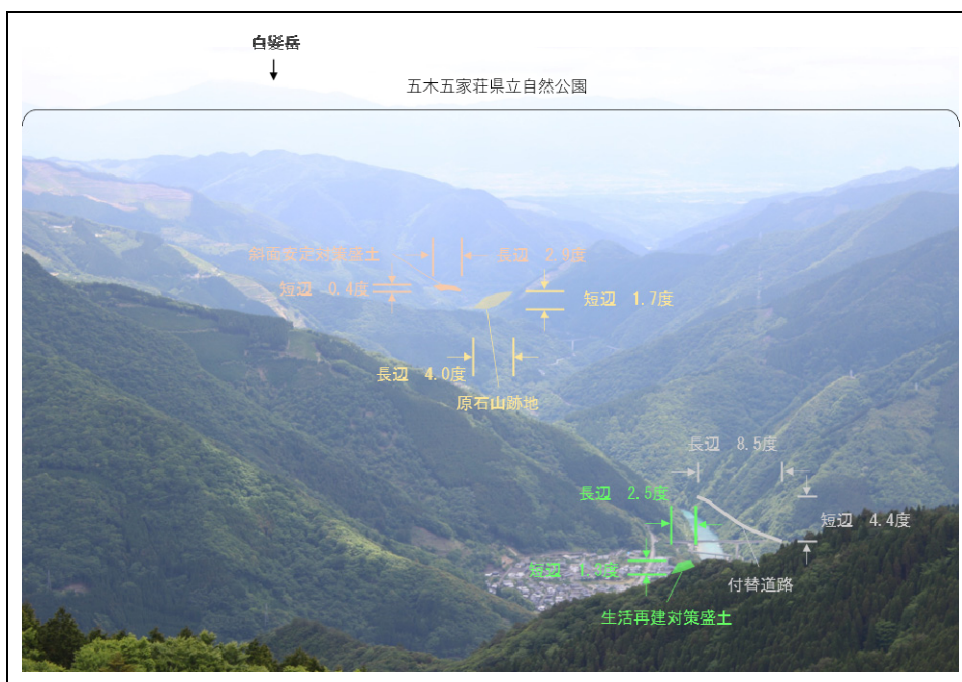 白髪岳
五木五家荘県立自然公園
斜面安定対策盛土
長辺 2.9度
短辺 0.4度
短辺 1.7度
長辺 4.0度
原石山跡地
長辺 8.5度
長辺 2.5度
短辺 4.4度
短辺 1.3度
付替道路
生活再建対策盛土